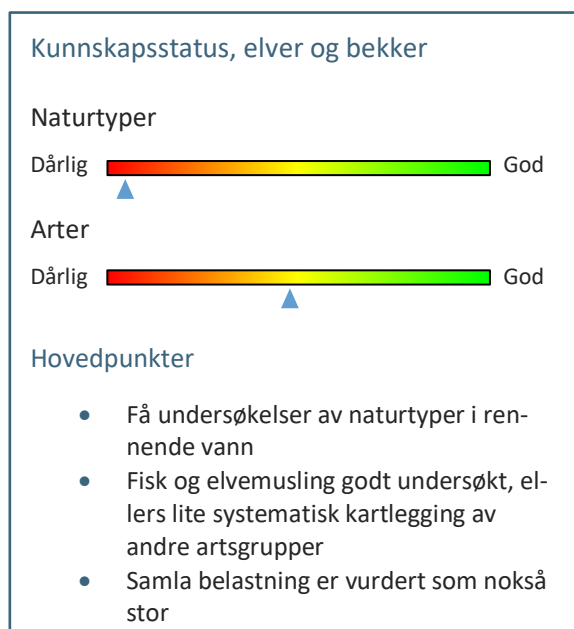 Kunnskapsstatus, elver og bekker
Naturtyper
Dårlig God
Arter
Dårlig God
Hovedpunkter
• Få undersøkelser av naturtyper i ren-
nende vann
• Fisk og elvemusling godt undersøkt, el-
lers lite systematisk kartlegging av
andre artsgrupper
• Samla belastning er vurdert som nokså
stor